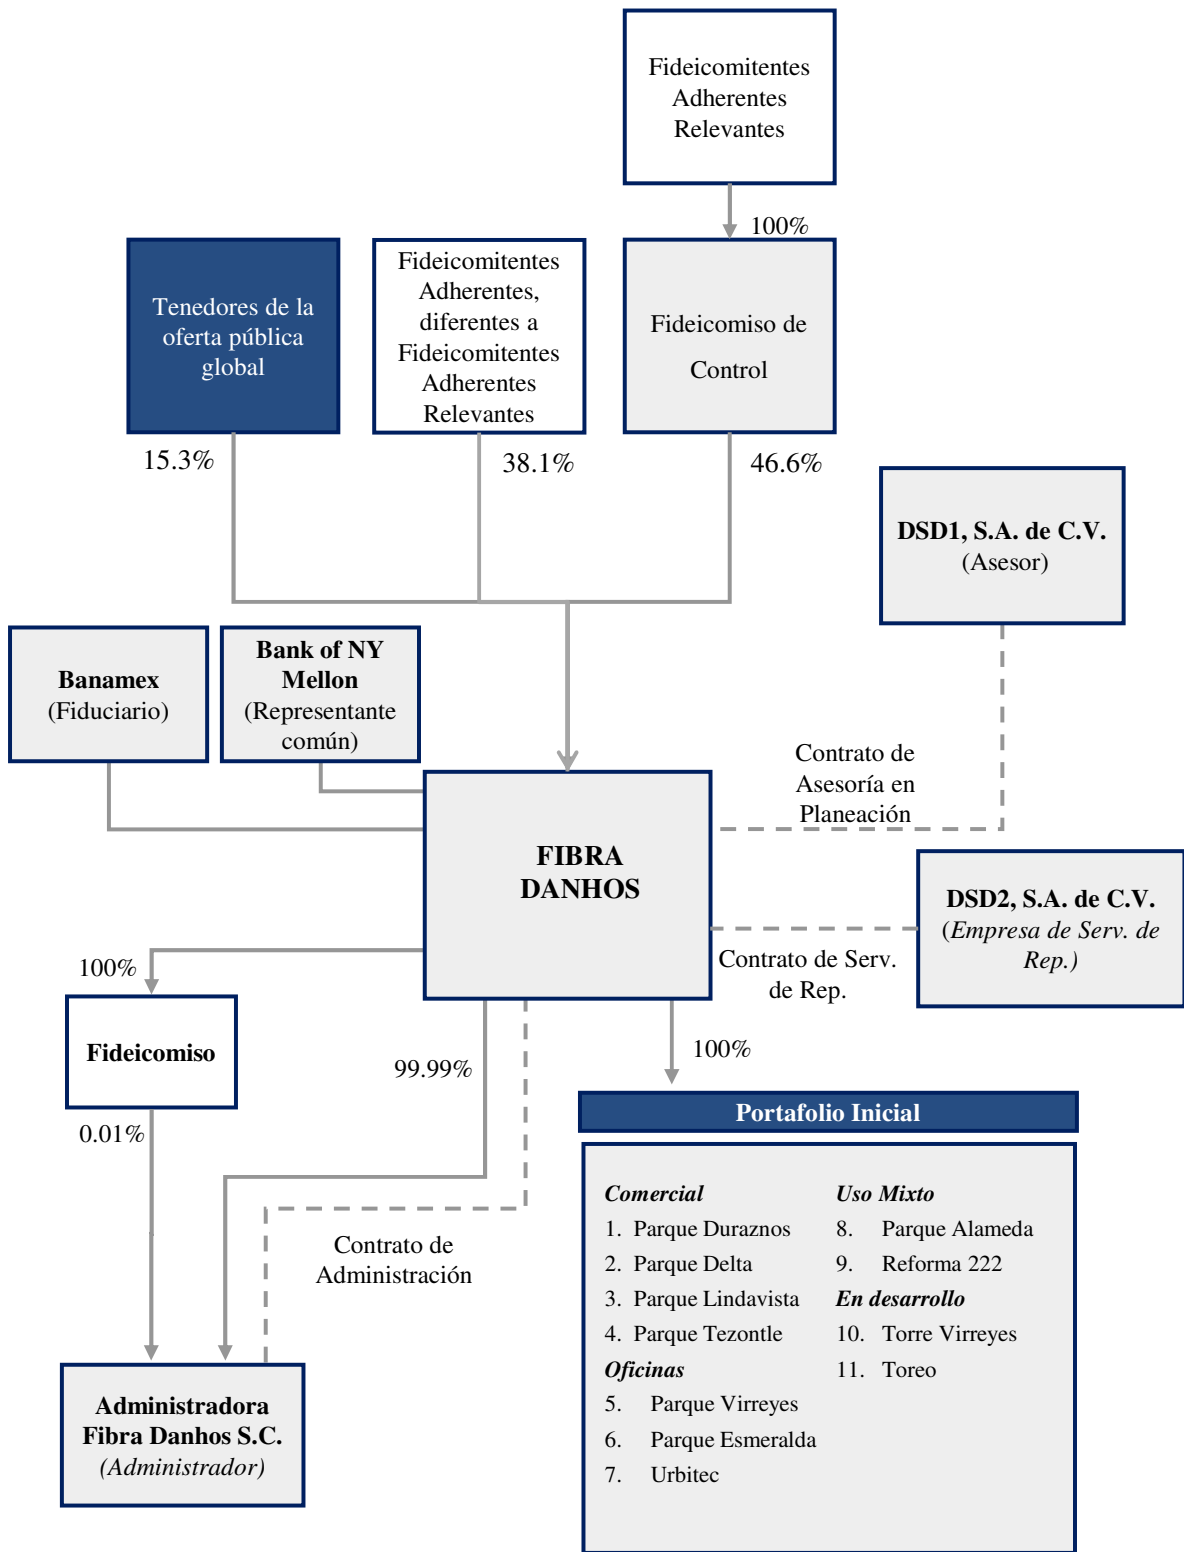 Fideicomitentes
Adherentes
Relevantes
100%
Tenedores de la
oferta pública
global
Fideicomitentes
Adherentes,
diferentes a
Fideicomitentes
Adherentes
Relevantes
Fideicomiso de
Control
15.3%
38.1%
46.6%
DSD1, S.A. de C.V.
(Asesor)
Banamex
(Fiduciario)
Bank of NY
Mellon
(Representante
común)
Contrato de
Asesoría en
Planeación
FIBRA
DANHOS
DSD2, S.A. de C.V.
(Empresa de Serv. de
Rep.)
Contrato de Serv.
de Rep.
100%
Fideicomiso
99.99%
100%
0.01%
Portafolio Inicial
Comercial
1. Parque Duraznos
2. Parque Delta
3. Parque Lindavista
4. Parque Tezontle
Oficinas
5. Parque Virreyes
6. Parque Esmeralda
7. Urbitec
Uso Mixto
8. Parque Alameda
9. Reforma 222
En desarrollo
10. Torre Virreyes
11. Toreo
Contrato de
Administración
Administradora
Fibra Danhos S.C.
(Administrador)